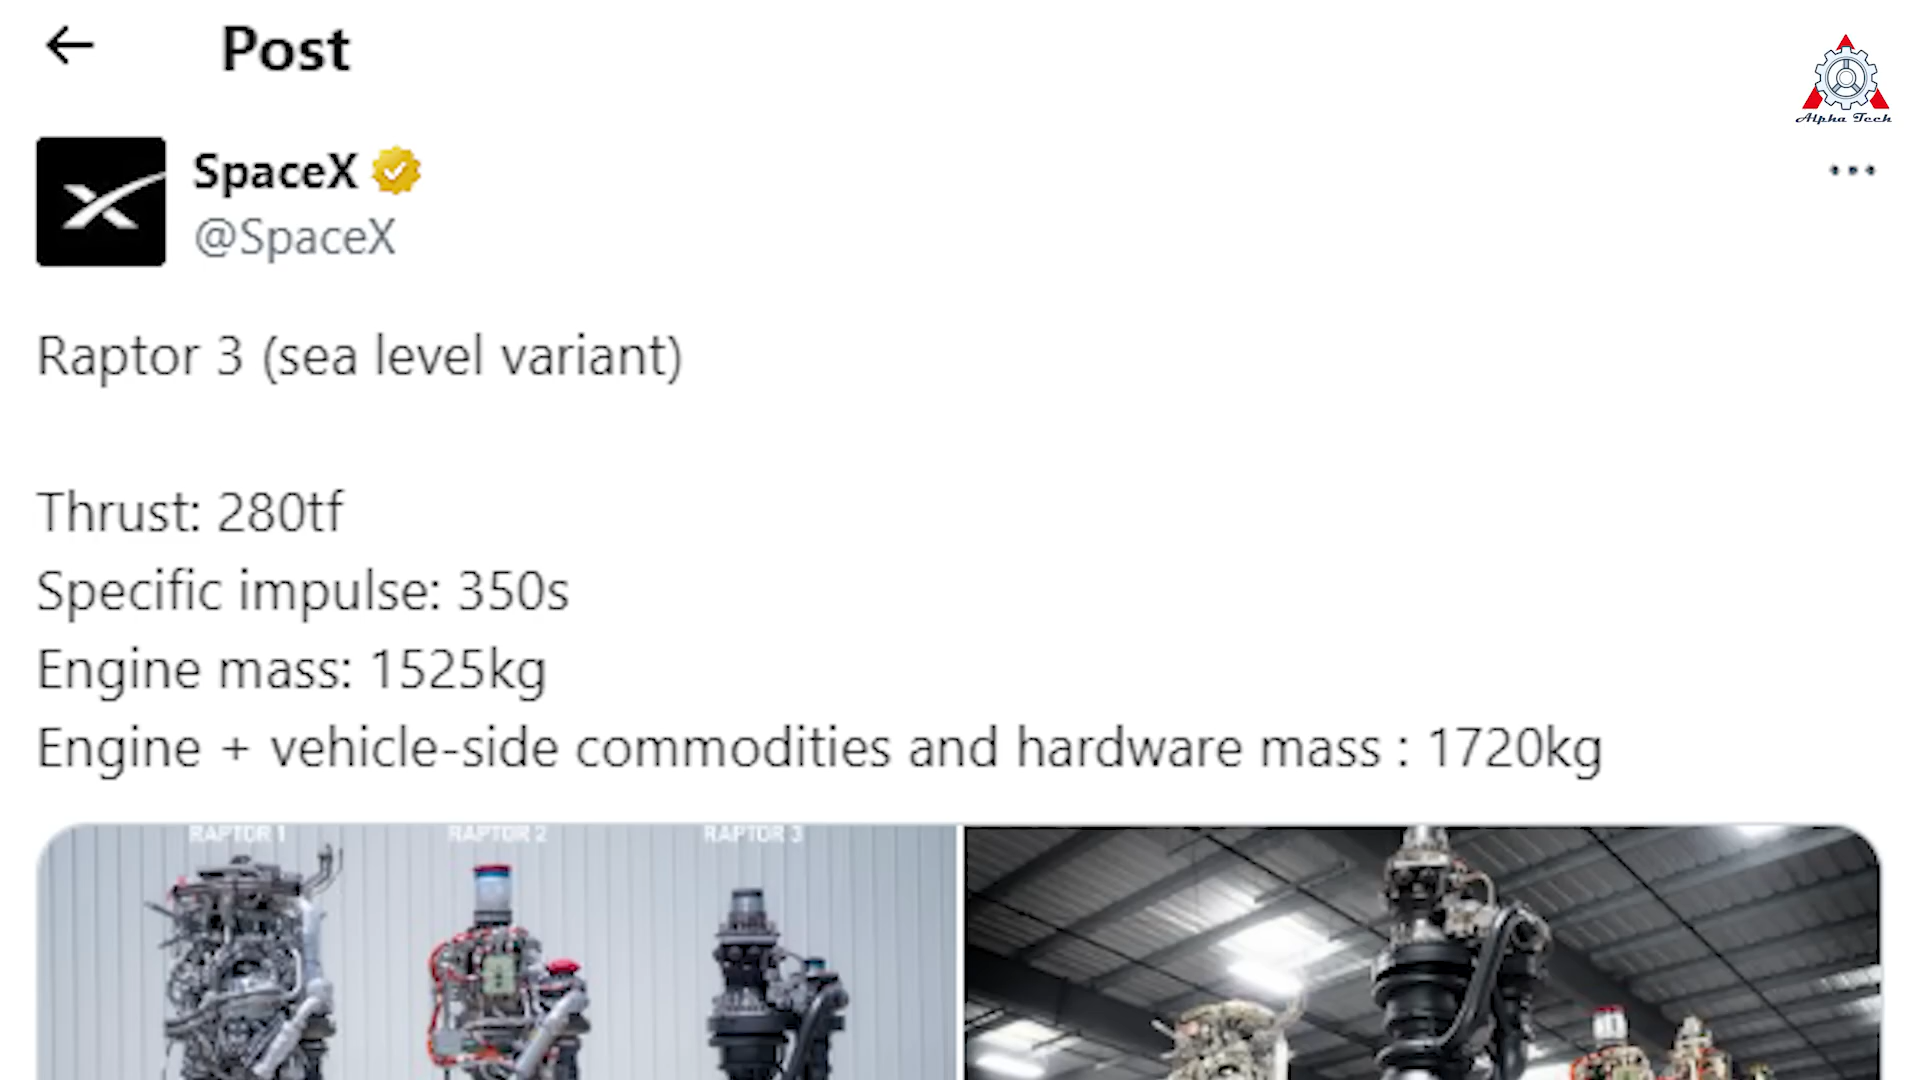 Post
Alpha Tech
SpaceX
@SpaceX
Raptor 3 (sea level variant)
Thrust: 280tf
Specific impulse: 350s
Engine mass: 1525kg
Engine + vehicle-side commodities and hardware mass : 1720kg
RAPTOR 1
RAPTOR 2
RAPTOR 3